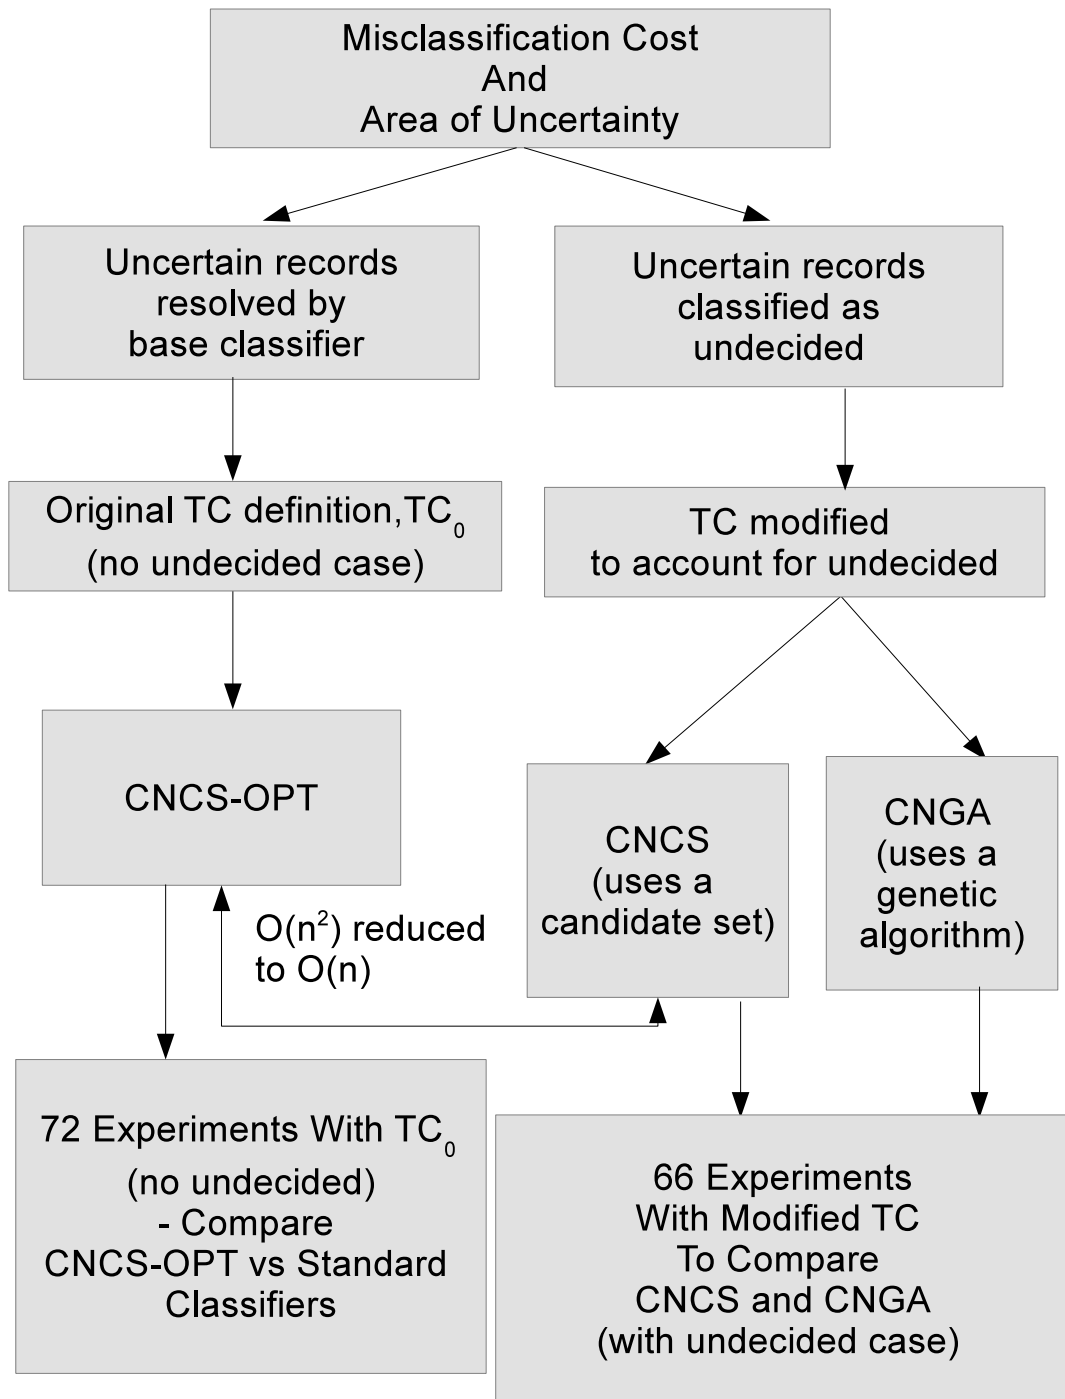 Misclassification Cost
And
Area of Uncertainty
Uncertain records
resolved by
base classifier
Uncertain records
classified as
undecided
Original TC definition,TC₀
(no undecided case)
TC modified
to account for undecided
CNCS-OPT
CNCS
(uses a
candidate set)
CNGA
(uses a
genetic
algorithm)
O(n²) reduced
to O(n)
72 Experiments With TC₀
(no undecided)
- Compare
CNCS-OPT vs Standard
Classifiers
66 Experiments
With Modified TC
To Compare
CNCS and CNGA
(with undecided case)